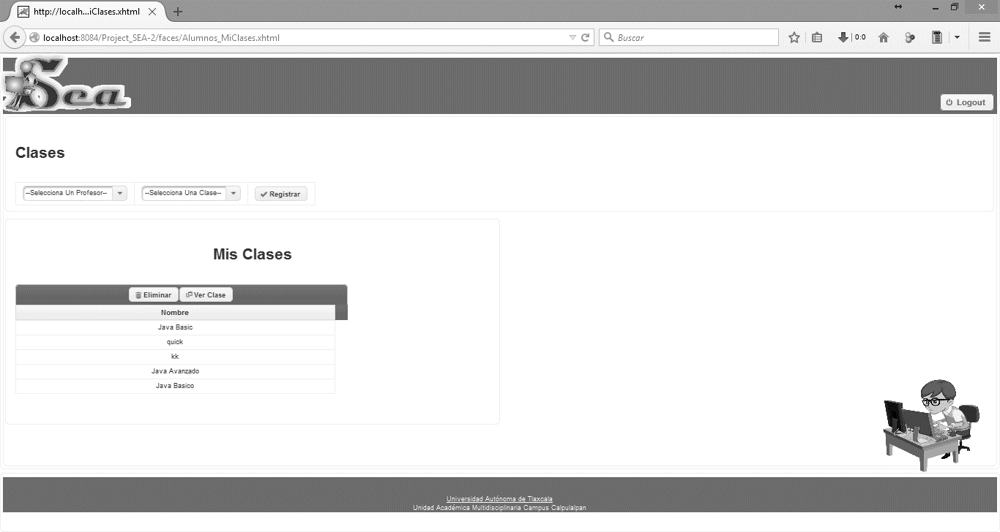 http://localh...iClases.xhtml
localhost:8084/Project_SEA-2/faces/Alumnos_MiClases.xhtml
Buscar
0:0
Sea
Logout
Clases
--Selecciona Un Profesor--
--Selecciona Una Clase--
Registrar
Mis Clases
Eliminar Ver Clase
Nombre
Java Basic
quick
kk
Java Avanzado
Java Basico
Universidad Autónoma de Tlaxcala
Unidad Académica Multidisciplinaria Campus Calpulalpan